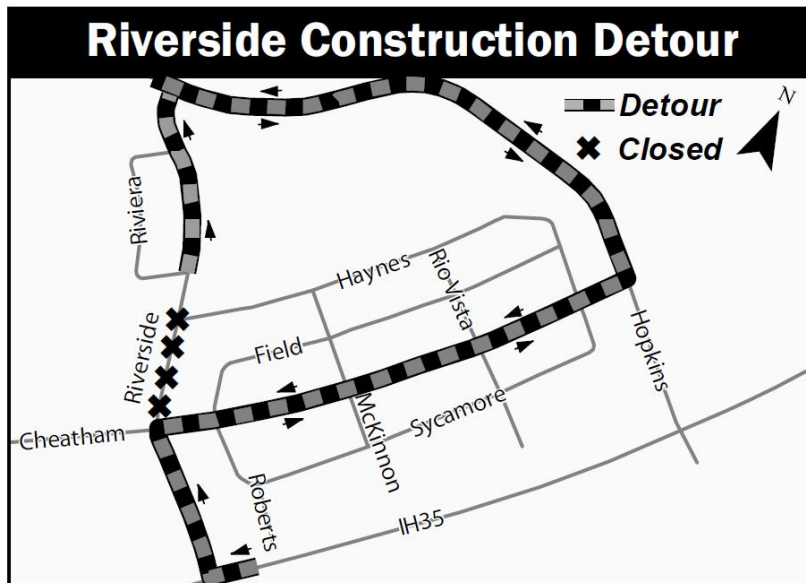 Riverside Construction Detour
N
Detour
Closed
Riviera
Haynes
Rio Vista
Riverside
Field
Hopkins
Cheatham
McKinnon
Sycamore
Roberts
IH35